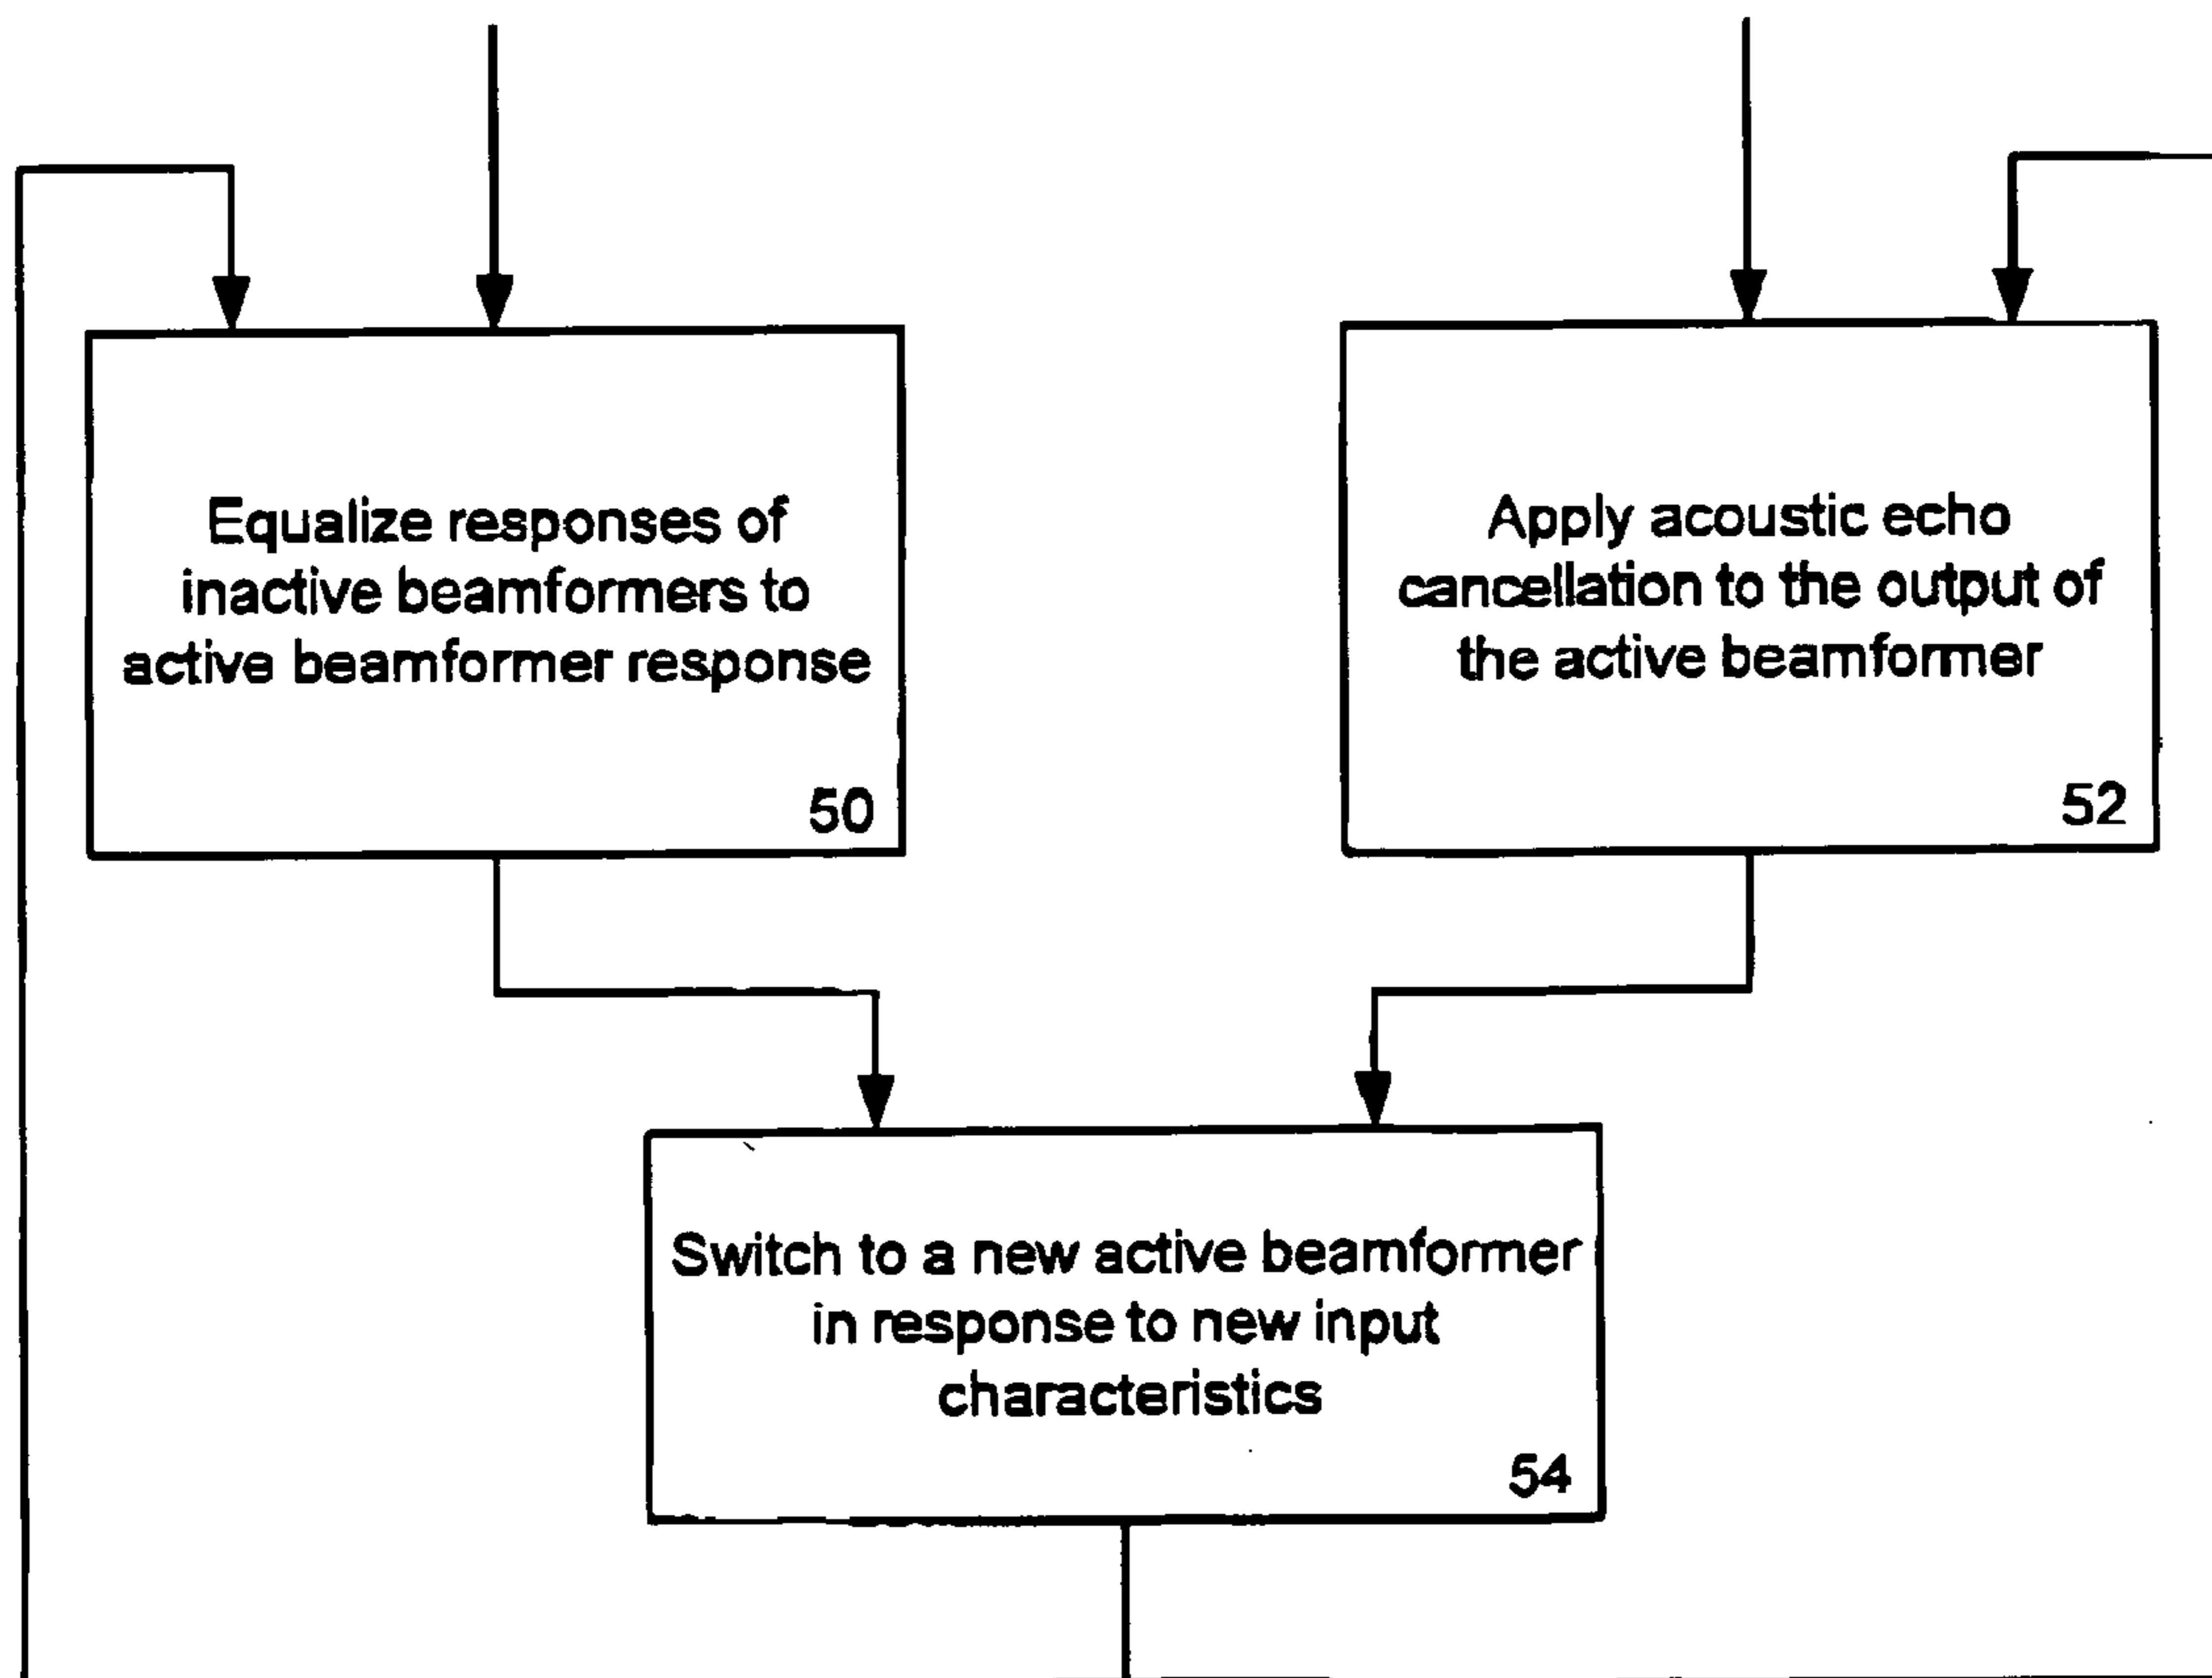 Equalize responses of
inactive beamformers to
active beamformer response
50
Apply acoustic echo
cancellation to the output of
the active beamformer
52
Switch to a new active beamformer
in response to new input
characteristics
54